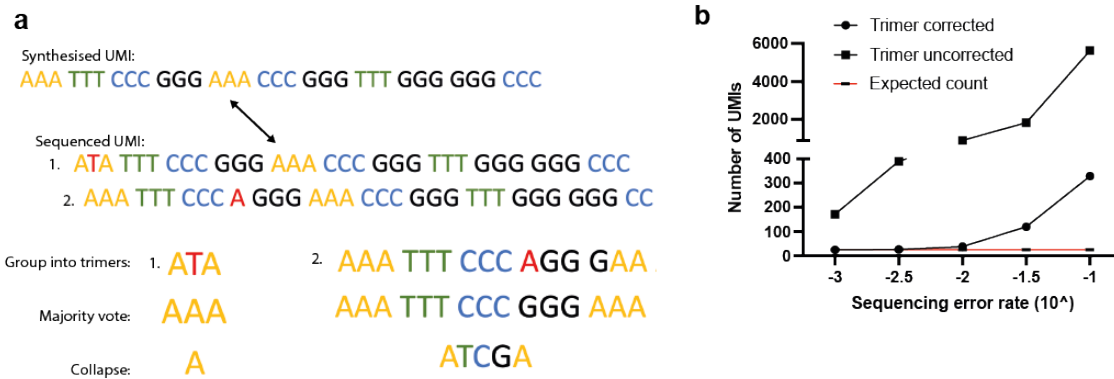 a
Synthesised UMI:
AAA TTT CCC GGG AAA CCC GGG TTT GGG GGG CCC
Sequenced UMI:
1. ATA TTT CCC GGG AAA CCC GGG TTT GGG GGG CCC
2. AAA TTT CCC A GGG AAA CCC GGG TTT GGG GGG CC
Group into trimers: 1. ATA 2. AAA TTT CCC AGG GAA
Majority vote: AAA AAA TTT CCC GGG AAA
Collapse: A ATCGA
b
Trimer corrected
Trimer uncorrected
Expected count
Number of UMIs
6000
4000
2000
400
300
200
100
0
-3 -2.5 -2 -1.5 -1
Sequencing error rate (10^)